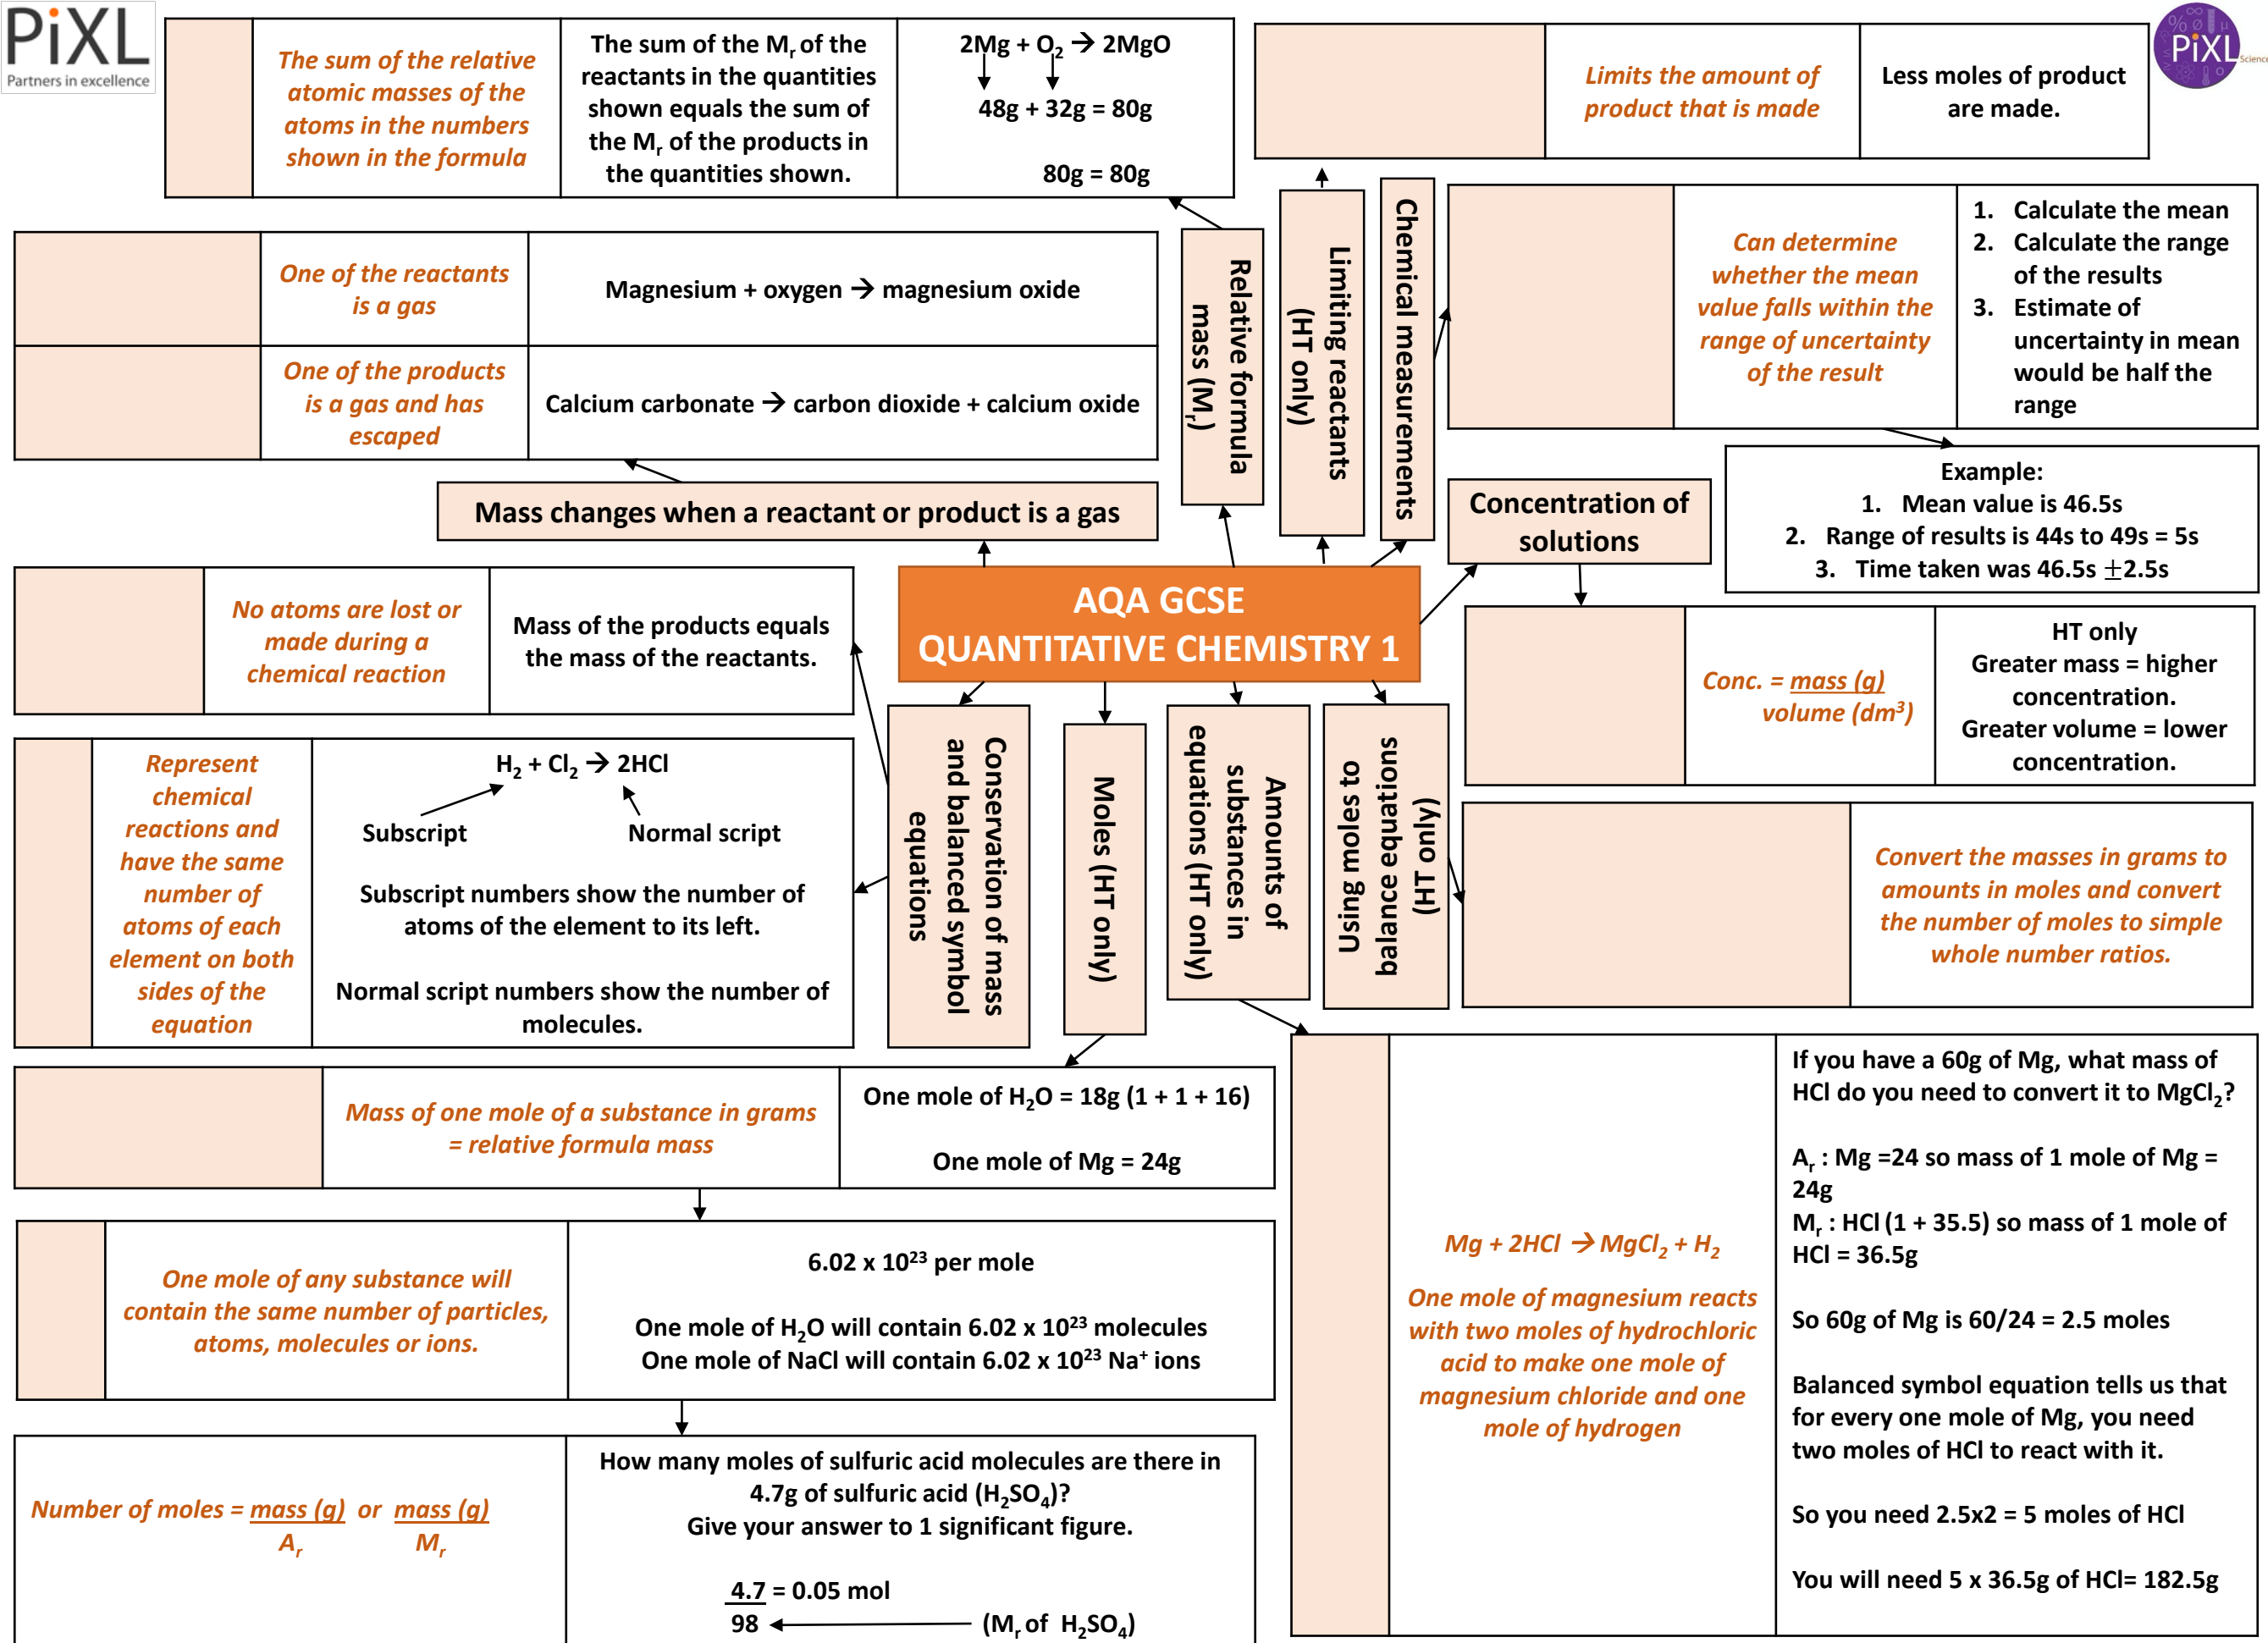 PiXL
Partners in excellence
The sum of the relative
atomic masses of the
atoms in the numbers
shown in the formula
The sum of the Mr of the
reactants in the quantities
shown equals the sum of
the Mr of the products in
the quantities shown.
2Mg + O2 → 2MgO
48g + 32g = 80g
80g = 80g
Limits the amount of
product that is made
Less moles of product
are made.
PiXL
Science
One of the reactants
is a gas
Magnesium + oxygen → magnesium oxide
One of the products
is a gas and has
escaped
Calcium carbonate → carbon dioxide + calcium oxide
Mass changes when a reactant or product is a gas
Relative formula
mass (Mr)
Limiting reactants
(HT only)
Chemical measurements
Can determine
whether the mean
value falls within the
range of uncertainty
of the result
1. Calculate the mean
2. Calculate the range
of the results
3. Estimate of
uncertainty in mean
would be half the
range
Example:
1. Mean value is 46.5s
2. Range of results is 44s to 49s = 5s
3. Time taken was 46.5s ±2.5s
Concentration of
solutions
AQA GCSE
QUANTITATIVE CHEMISTRY 1
No atoms are lost or
made during a
chemical reaction
Mass of the products equals
the mass of the reactants.
Conc. = mass (g)
volume (dm³)
HT only
Greater mass = higher
concentration.
Greater volume = lower
concentration.
Represent
chemical
reactions and
have the same
number of
atoms of each
element on both
sides of the
equation
H2 + Cl2 → 2HCl
Subscript
Normal script
Subscript numbers show the number of
atoms of the element to its left.
Normal script numbers show the number of
molecules.
Conservation of mass
and balanced symbol
equations
Moles (HT only)
Amounts of
substances in
equations (HT only)
Using moles to
balance equations
(HT only)
Convert the masses in grams to
amounts in moles and convert
the number of moles to simple
whole number ratios.
Mass of one mole of a substance in grams
= relative formula mass
One mole of H2O = 18g (1 + 1 + 16)
One mole of Mg = 24g
One mole of any substance will
contain the same number of particles,
atoms, molecules or ions.
6.02 x 10²³ per mole
One mole of H2O will contain 6.02 x 10²³ molecules
One mole of NaCl will contain 6.02 x 10²³ Na⁺ ions
Number of moles = mass (g) or mass (g)
Ar Mr
How many moles of sulfuric acid molecules are there in
4.7g of sulfuric acid (H2SO4)?
Give your answer to 1 significant figure.
4.7 = 0.05 mol
98 (Mr of H2SO4)
Mg + 2HCl → MgCl2 + H2
One mole of magnesium reacts
with two moles of hydrochloric
acid to make one mole of
magnesium chloride and one
mole of hydrogen
If you have a 60g of Mg, what mass of
HCl do you need to convert it to MgCl2?
Ar : Mg =24 so mass of 1 mole of Mg =
24g
Mr : HCl (1 + 35.5) so mass of 1 mole of
HCl = 36.5g
So 60g of Mg is 60/24 = 2.5 moles
Balanced symbol equation tells us that
for every one mole of Mg, you need
two moles of HCl to react with it.
So you need 2.5x2 = 5 moles of HCl
You will need 5 x 36.5g of HCl= 182.5g